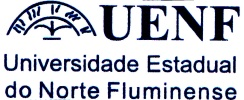 UENF
Universidade Estadual
do Norte Fluminense